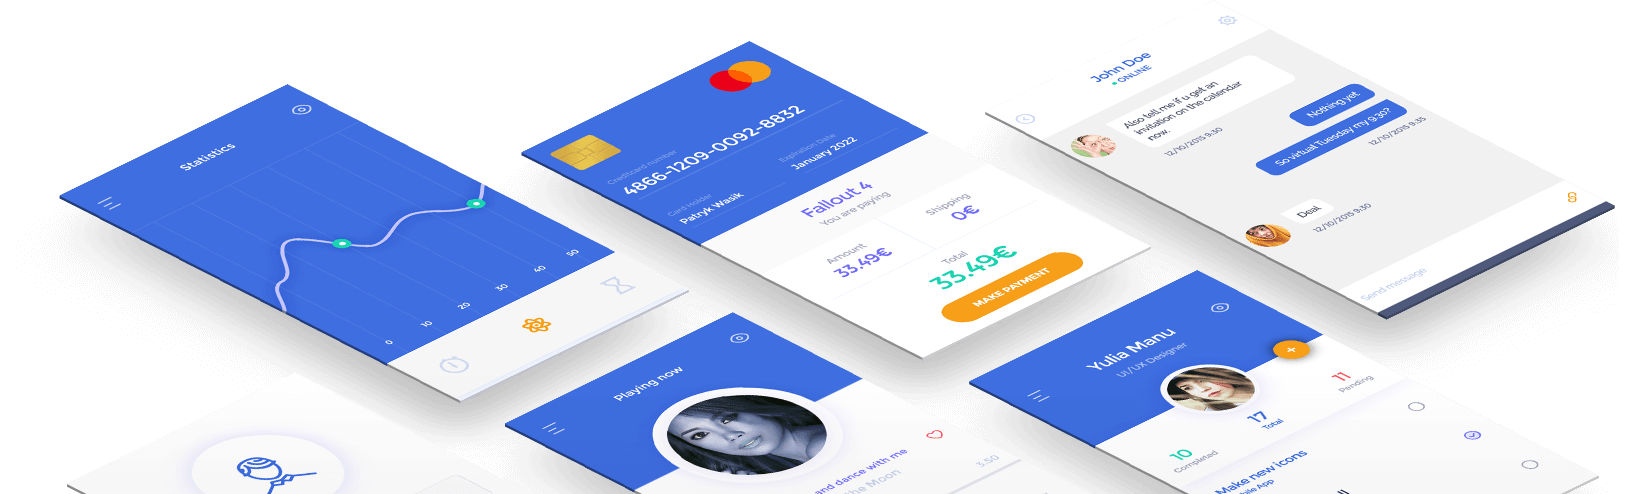 Statistics
0
10
20
30
40
50
Creditcard number
4866-1209-0092-8832
Card Holder
Patryk Wasik
Expiration Date
January 2022
Fallout 4
You are paying
Amount
33.49€
Shipping
0€
Total
33.49€
MAKE PAYMENT
John Doe
ONLINE
Also tell me if u get an
invitation on the calendar
now.
12/10/2015 9:30
Nothing yet
So virtual Tuesday my 9:30?
12/10/2015 9:35
Deal
12/10/2015 9:30
Send message
Playing now
and dance with me
the Moon
3:50
Yulia Manu
UI/UX Designer
17
Total
11
Pending
10
Completed
Make new icons